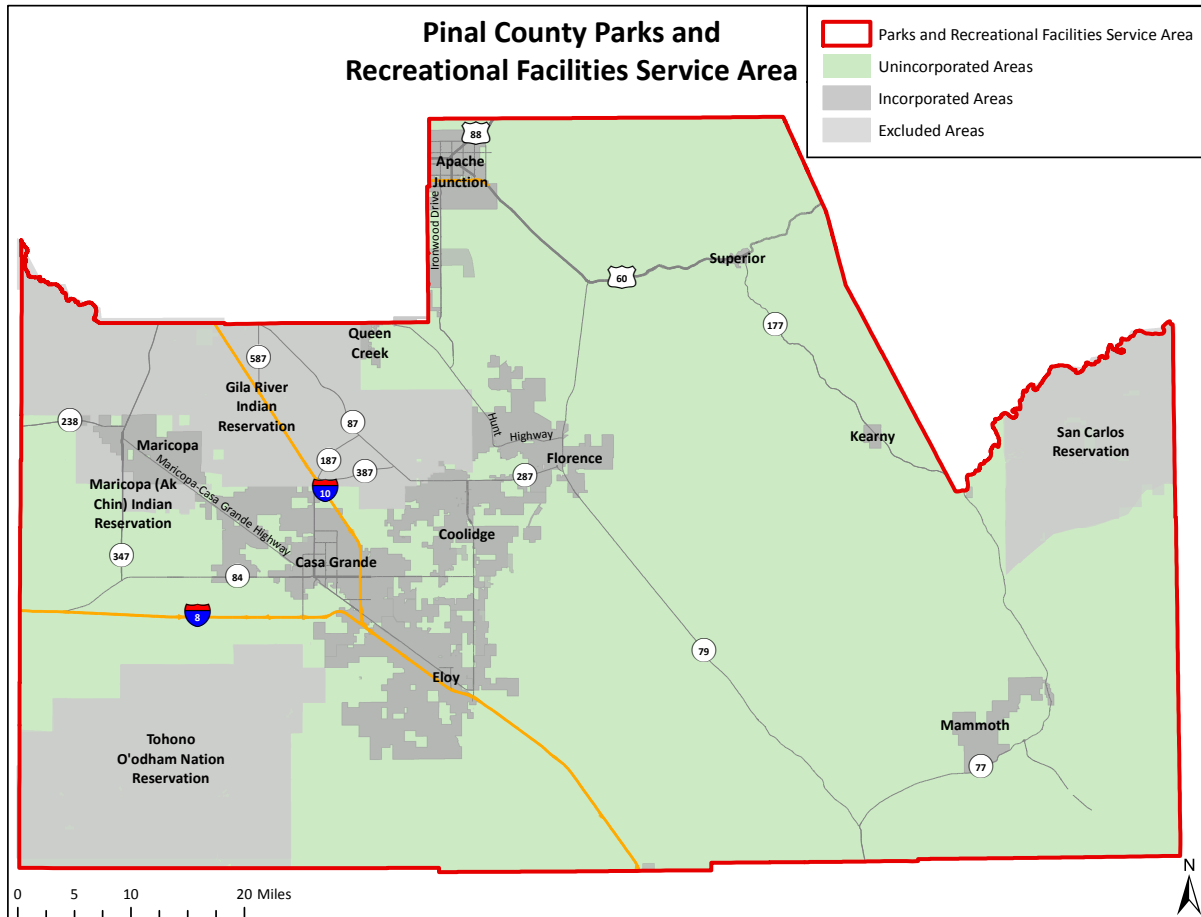 Pinal County Parks and
Recreational Facilities Service Area
Parks and Recreational Facilities Service Area
Unincorporated Areas
Incorporated Areas
Excluded Areas
88
Apache
Junction
Ironwood Drive
Superior
60
177
Queen
Creek
587
Gila River
Indian
Reservation
87
238
Maricopa
Hunt
Highway
Kearny
San Carlos
Reservation
Florence
187
387
287
10
Maricopa (Ak
Chin) Indian
Reservation
Maricopa-Casa Grande Highway
Coolidge
347
Casa Grande
84
8
79
Eloy
Mammoth
77
Tohono
O'odham Nation
Reservation
N
0 5 10 20 Miles